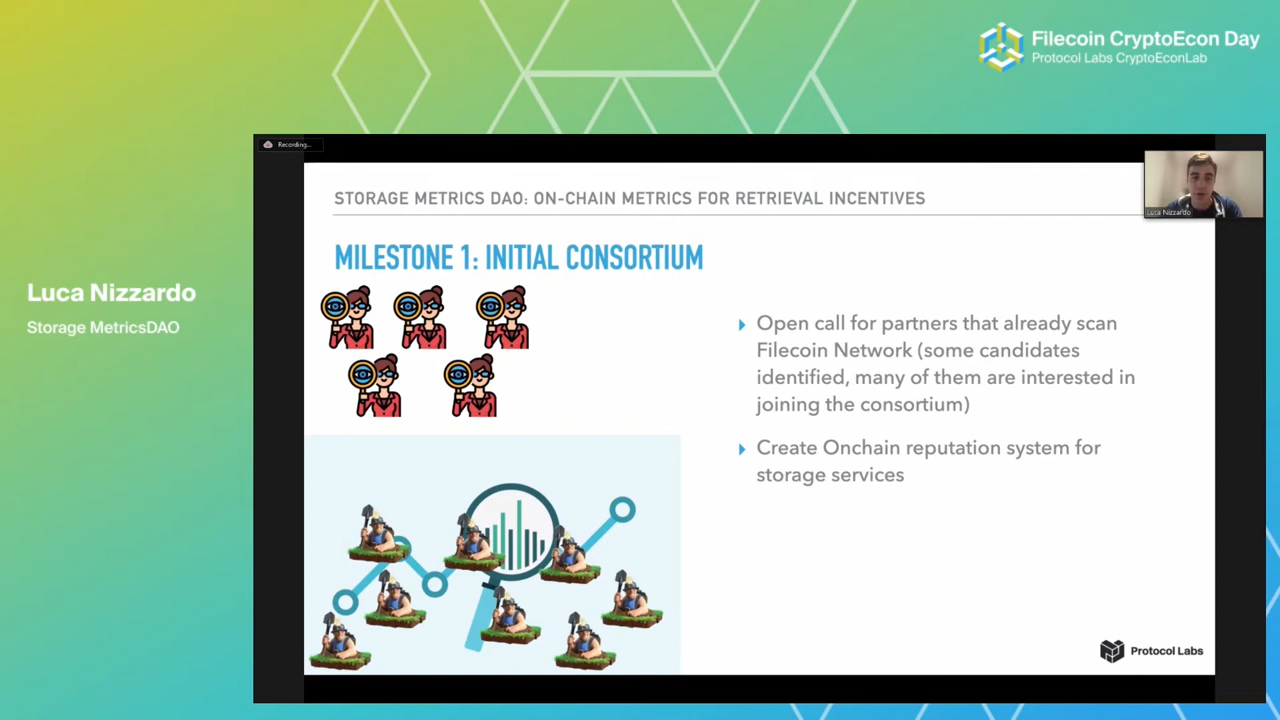 Filecoin CryptoEcon Day
Protocol Labs CryptoEconLab
Recording...
STORAGE METRICS DAO: ON-CHAIN METRICS FOR RETRIEVAL INCENTIVES
Luca Nizzardo
MILESTONE 1: INITIAL CONSORTIUM
Luca Nizzardo
Storage MetricsDAO
Open call for partners that already scan
Filecoin Network (some candidates
identified, many of them are interested in
joining the consortium)
Create Onchain reputation system for
storage services
Protocol Labs